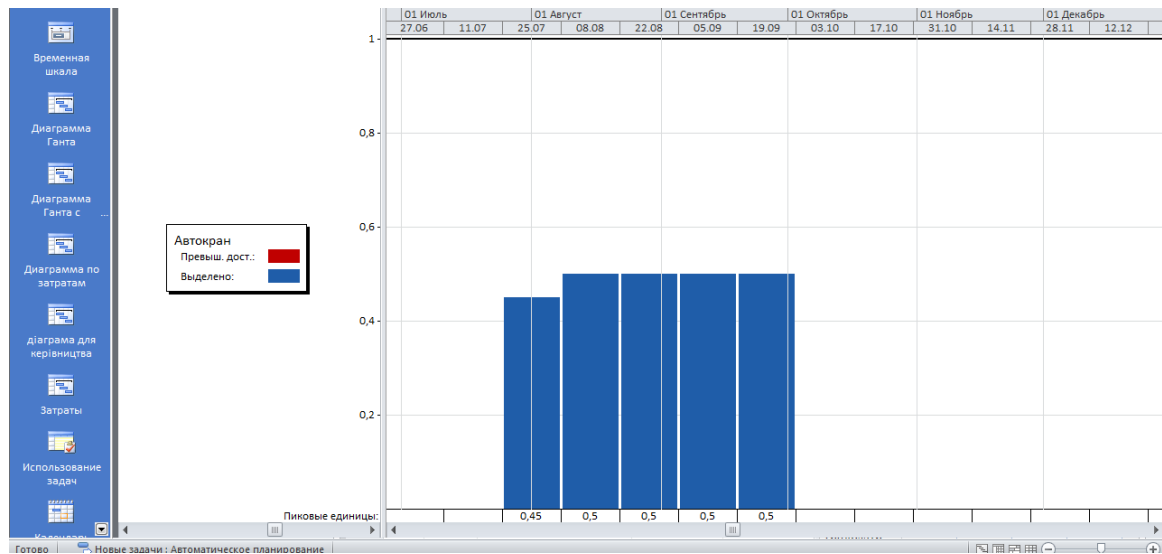 Временная
шкала
Диаграмма
Ганта
Диаграмма
Ганта с ...
Диаграмма по
затратам
діаграма для
керівництва
Затраты
Использование
задач
01 Июль 01 Август 01 Сентябрь 01 Октябрь 01 Ноябрь 01 Декабрь
27.06 11.07 25.07 08.08 22.08 05.09 19.09 03.10 17.10 31.10 14.11 28.11 12.12
1
0,8
0,6
0,4
0,2
Автокран
Превыш. дост.:
Выделено:
Пиковые единицы: 0,45 0,5 0,5 0,5 0,5
Готово Новые задачи : Автоматическое планирование